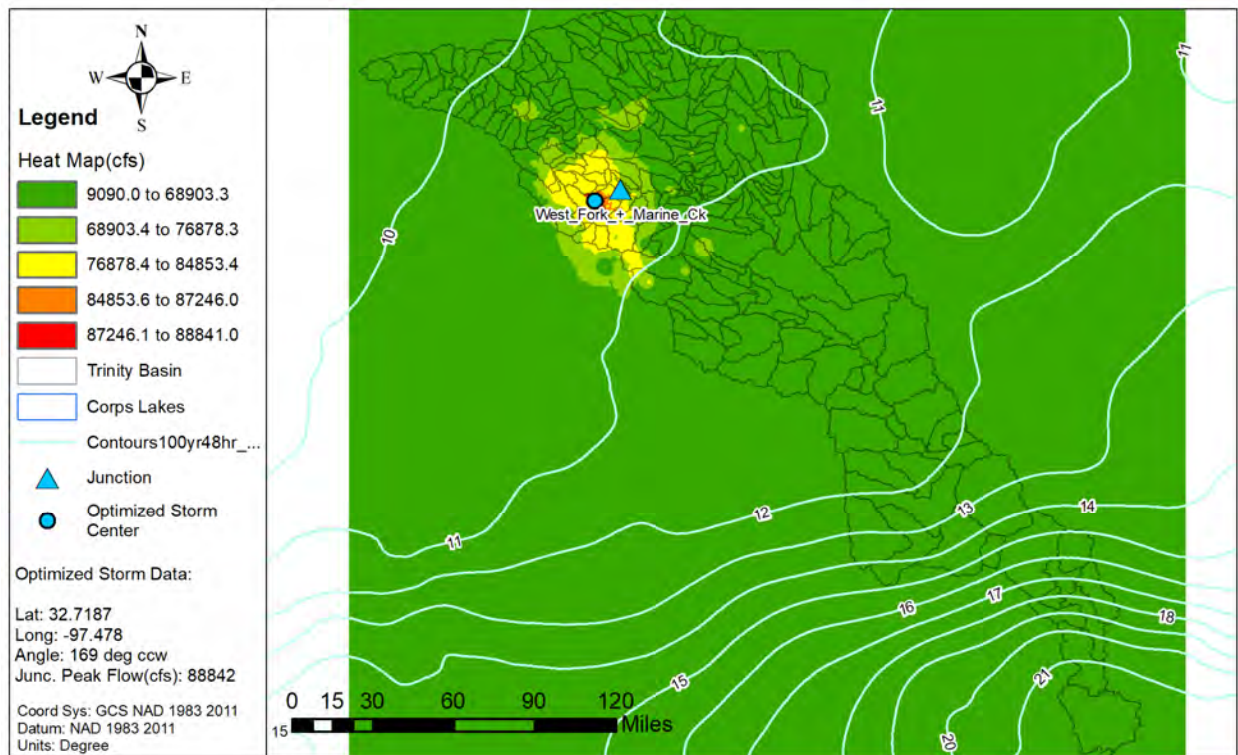 N
W E
S
Legend
Heat Map(cfs)
9090.0 to 68903.3
68903.4 to 76878.3
76878.4 to 84853.4
84853.6 to 87246.0
87246.1 to 88841.0
Trinity Basin
Corps Lakes
Contours100yr48hr_...
Junction
Optimized Storm
Center
Optimized Storm Data:
Lat: 32.7187
Long: -97.478
Angle: 169 deg ccw
Junc. Peak Flow(cfs): 88842
Coord Sys: GCS NAD 1983 2011
Datum: NAD 1983 2011
Units: Degree
11
11
10
West_Fork_+_Marine_Ck
12
13
14
11
16
17
18
15
21
20
0 15 30 60 90 120
Miles
15